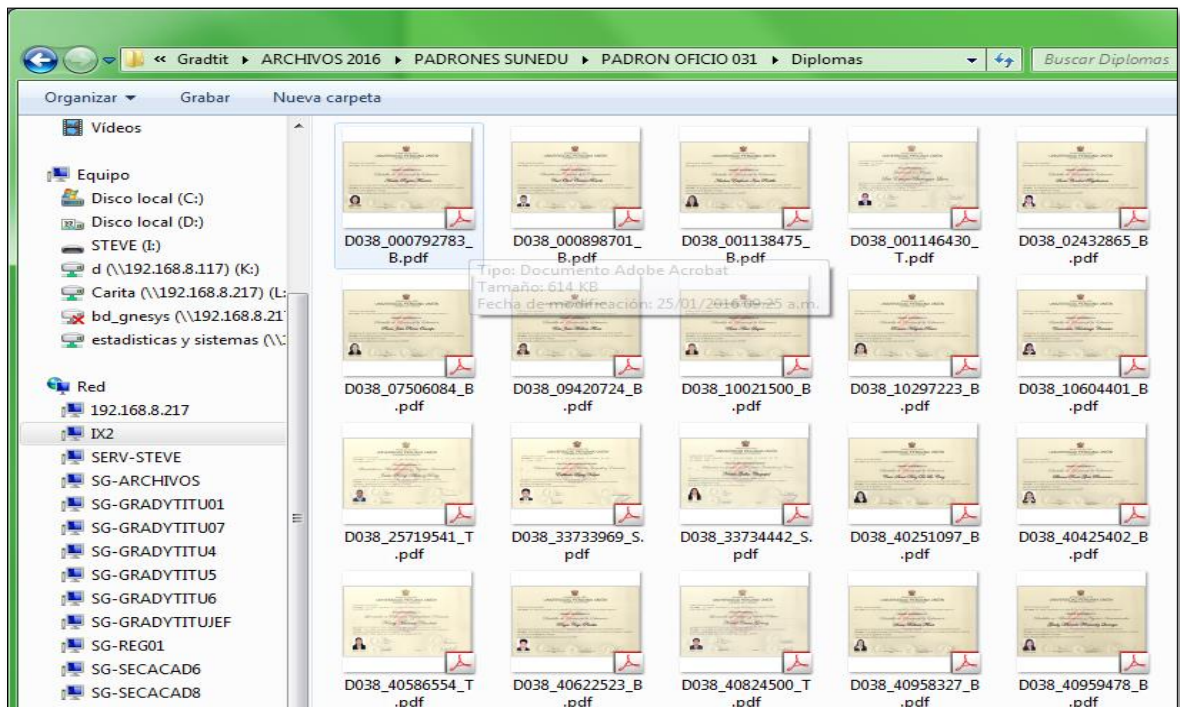 « Gradtit ▸ ARCHIVOS 2016 ▸ PADRONES SUNEDU ▸ PADRON OFICIO 031 ▸ Diplomas
Buscar Diplomas
Organizar Grabar Nueva carpeta
Vídeos
Equipo
Disco local (C:)
Disco local (D:)
STEVE (I:)
d (\\192.168.8.117) (K:)
Carita (\\192.168.8.217) (L:
bd_gnesys (\\192.168.8.21
estadisticas y sistemas (\\
Red
192.168.8.217
IX2
SERV-STEVE
SG-ARCHIVOS
SG-GRADYTITU01
SG-GRADYTITU07
SG-GRADYTITU4
SG-GRADYTITU5
SG-GRADYTITU6
SG-GRADYTITUJEF
SG-REG01
SG-SECACAD6
SG-SECACAD8
D038_000792783_
B.pdf
D038_000898701_
B.pdf
D038_001138475_
B.pdf
D038_001146430_
T.pdf
D038_02432865_B
.pdf
Tipo: Documento Adobe Acrobat
Tamaño: 614 KB
Fecha de modificación: 25/01/2016 09:25 a.m.
D038_07506084_B
.pdf
D038_09420724_B
.pdf
D038_10021500_B
.pdf
D038_10297223_B
.pdf
D038_10604401_B
.pdf
D038_25719541_T
.pdf
D038_33733969_S.
pdf
D038_33734442_S.
pdf
D038_40251097_B
.pdf
D038_40425402_B
.pdf
D038_40586554_T
.pdf
D038_40622523_B
.pdf
D038_40824500_T
.pdf
D038_40958327_B
.pdf
D038_40959478_B
.pdf